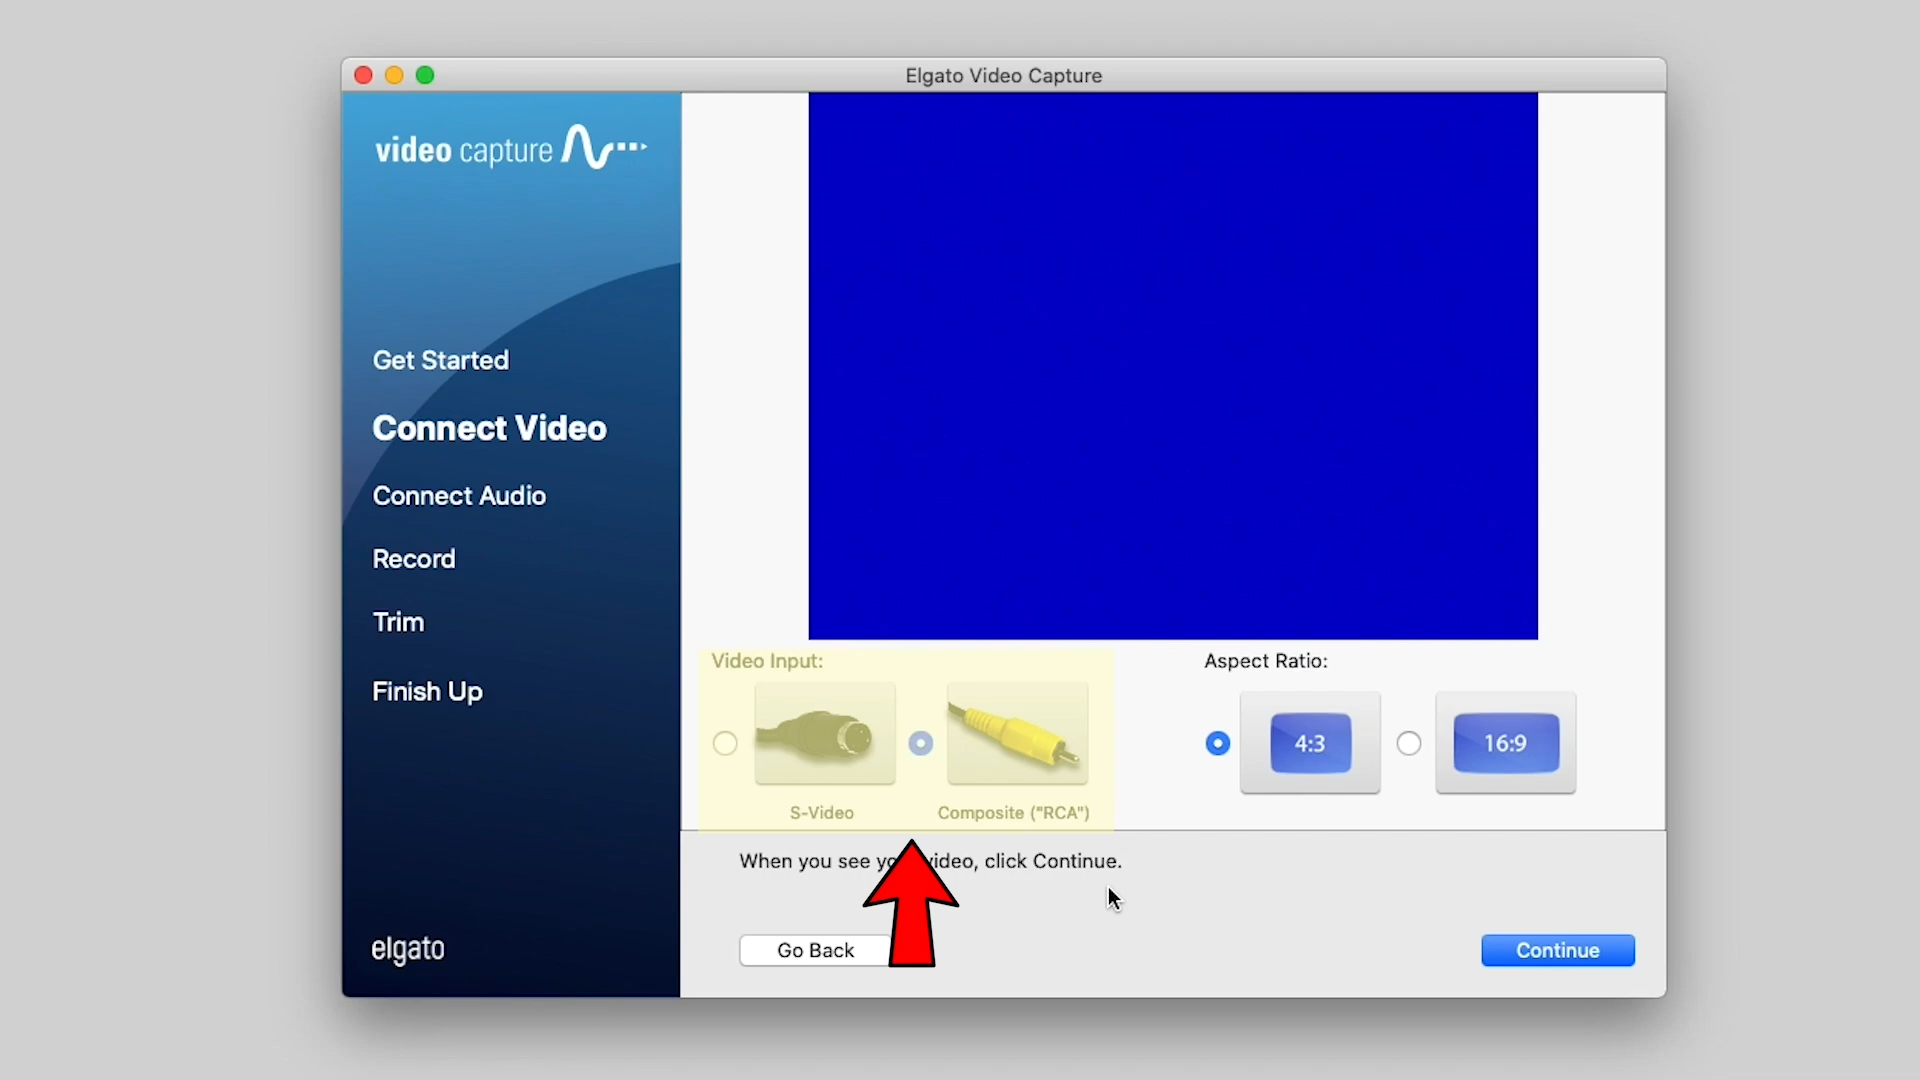 Elgato Video Capture
video capture
Get Started
Connect Video
Connect Audio
Record
Trim
Finish Up
elgato
Video Input:
S-Video
Composite ("RCA")
Aspect Ratio:
4:3
16:9
When you see yo video, click Continue.
Go Back
Continue